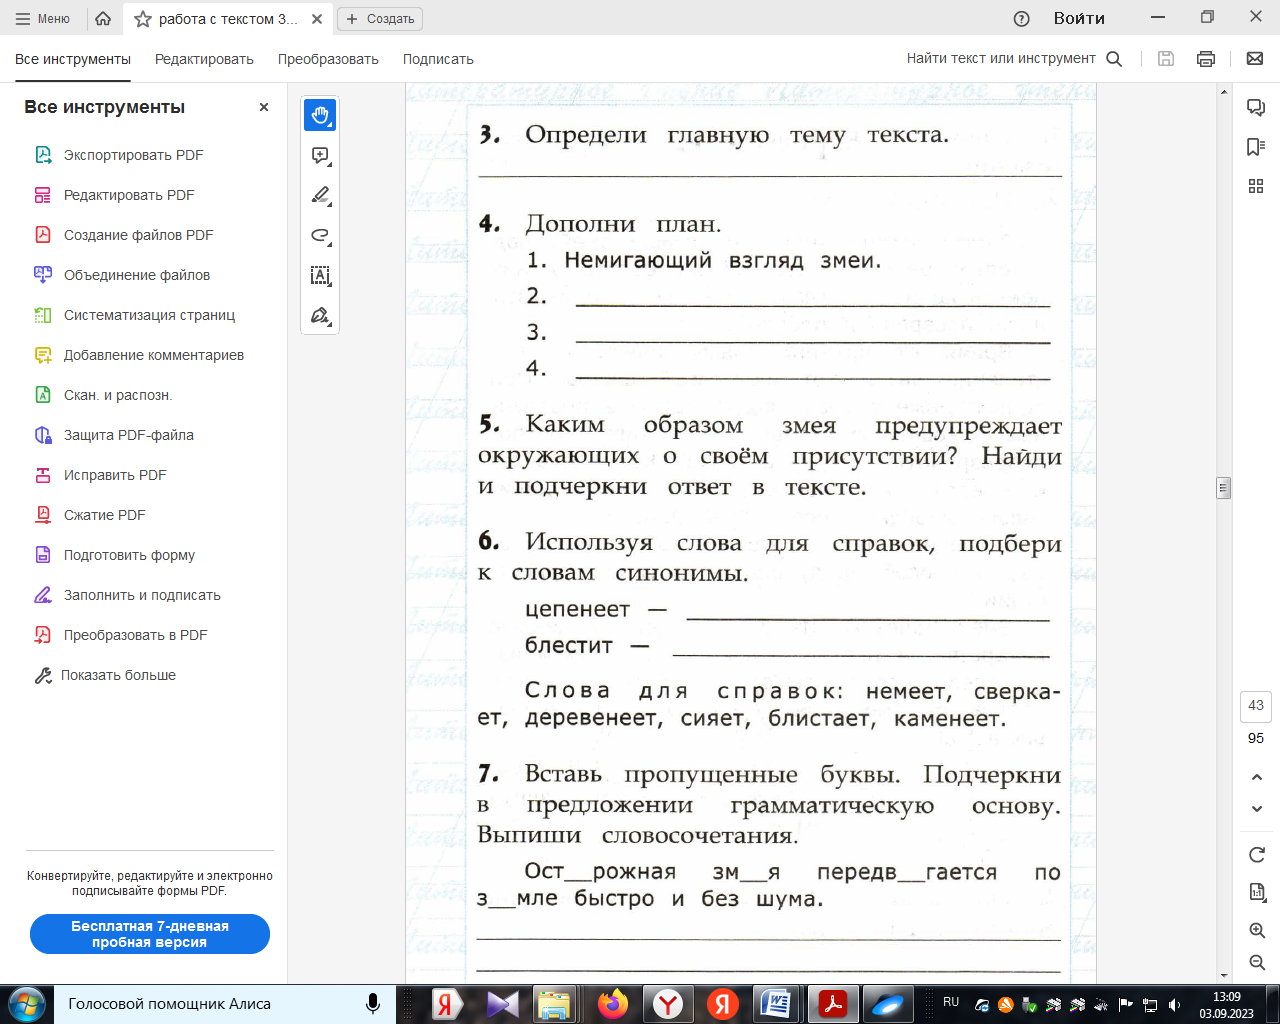 Меню
работа с текстом 3...
Создать
Войти
Все инструменты
Редактировать
Преобразовать
Подписать
Найти текст или инструмент
Все инструменты
Экспортировать PDF
Редактировать PDF
Создание файлов PDF
Объединение файлов
Систематизация страниц
Добавление комментариев
Скан. и распозн.
Защита PDF-файла
Исправить PDF
Сжатие PDF
Подготовить форму
Заполнить и подписать
Преобразовать в PDF
Показать больше
Конвертируйте, редактируйте и электронно
подписывайте формы PDF.
Бесплатная 7-дневная
пробная версия
3. Определи главную тему текста.
4. Дополни план.
1. Немигающий взгляд змеи.
2.
3.
4.
5. Каким образом змея предупреждает
окружающих о своём присутствии? Найди
и подчеркни ответ в тексте.
6. Используя слова для справок, подбери
к словам синонимы.
цепенеет —
блестит —
Слова для справок: немеет, сверка-
ет, деревенеет, сияет, блистает, каменеет.
7. Вставь пропущенные буквы. Подчеркни
в предложении грамматическую основу.
Выпиши словосочетания.
Ост__рожная зм__я передв__гается по
з__мле быстро и без шума.
43
95
1:1
Голосовой помощник Алиса
RU
13:09
03.09.2023